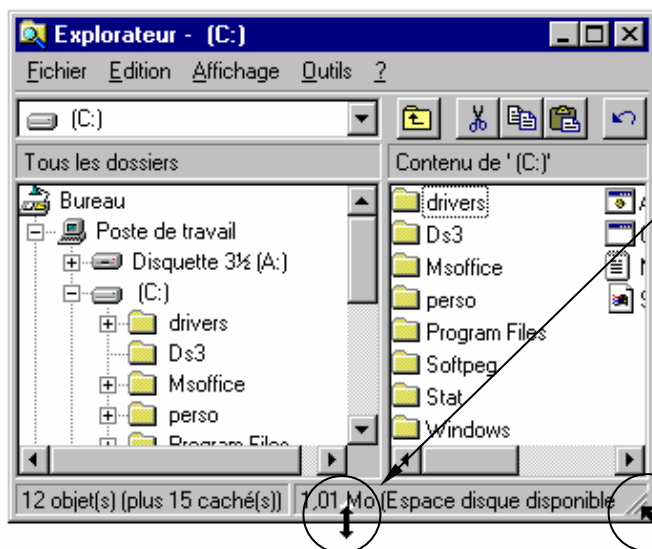 Explorateur - (C:)
Fichier Edition Affichage Outils ?
(C:)
Tous les dossiers
Contenu de ' (C:)'
Bureau
Poste de travail
Disquette 3½ (A:)
(C:)
drivers
Ds3
Msoffice
perso
Program Files
drivers
Ds3
Msoffice
perso
Program Files
Softpeg
Stat
Windows
12 objet(s) (plus 15 caché(s))
1,01 Mo (Espace disque disponible